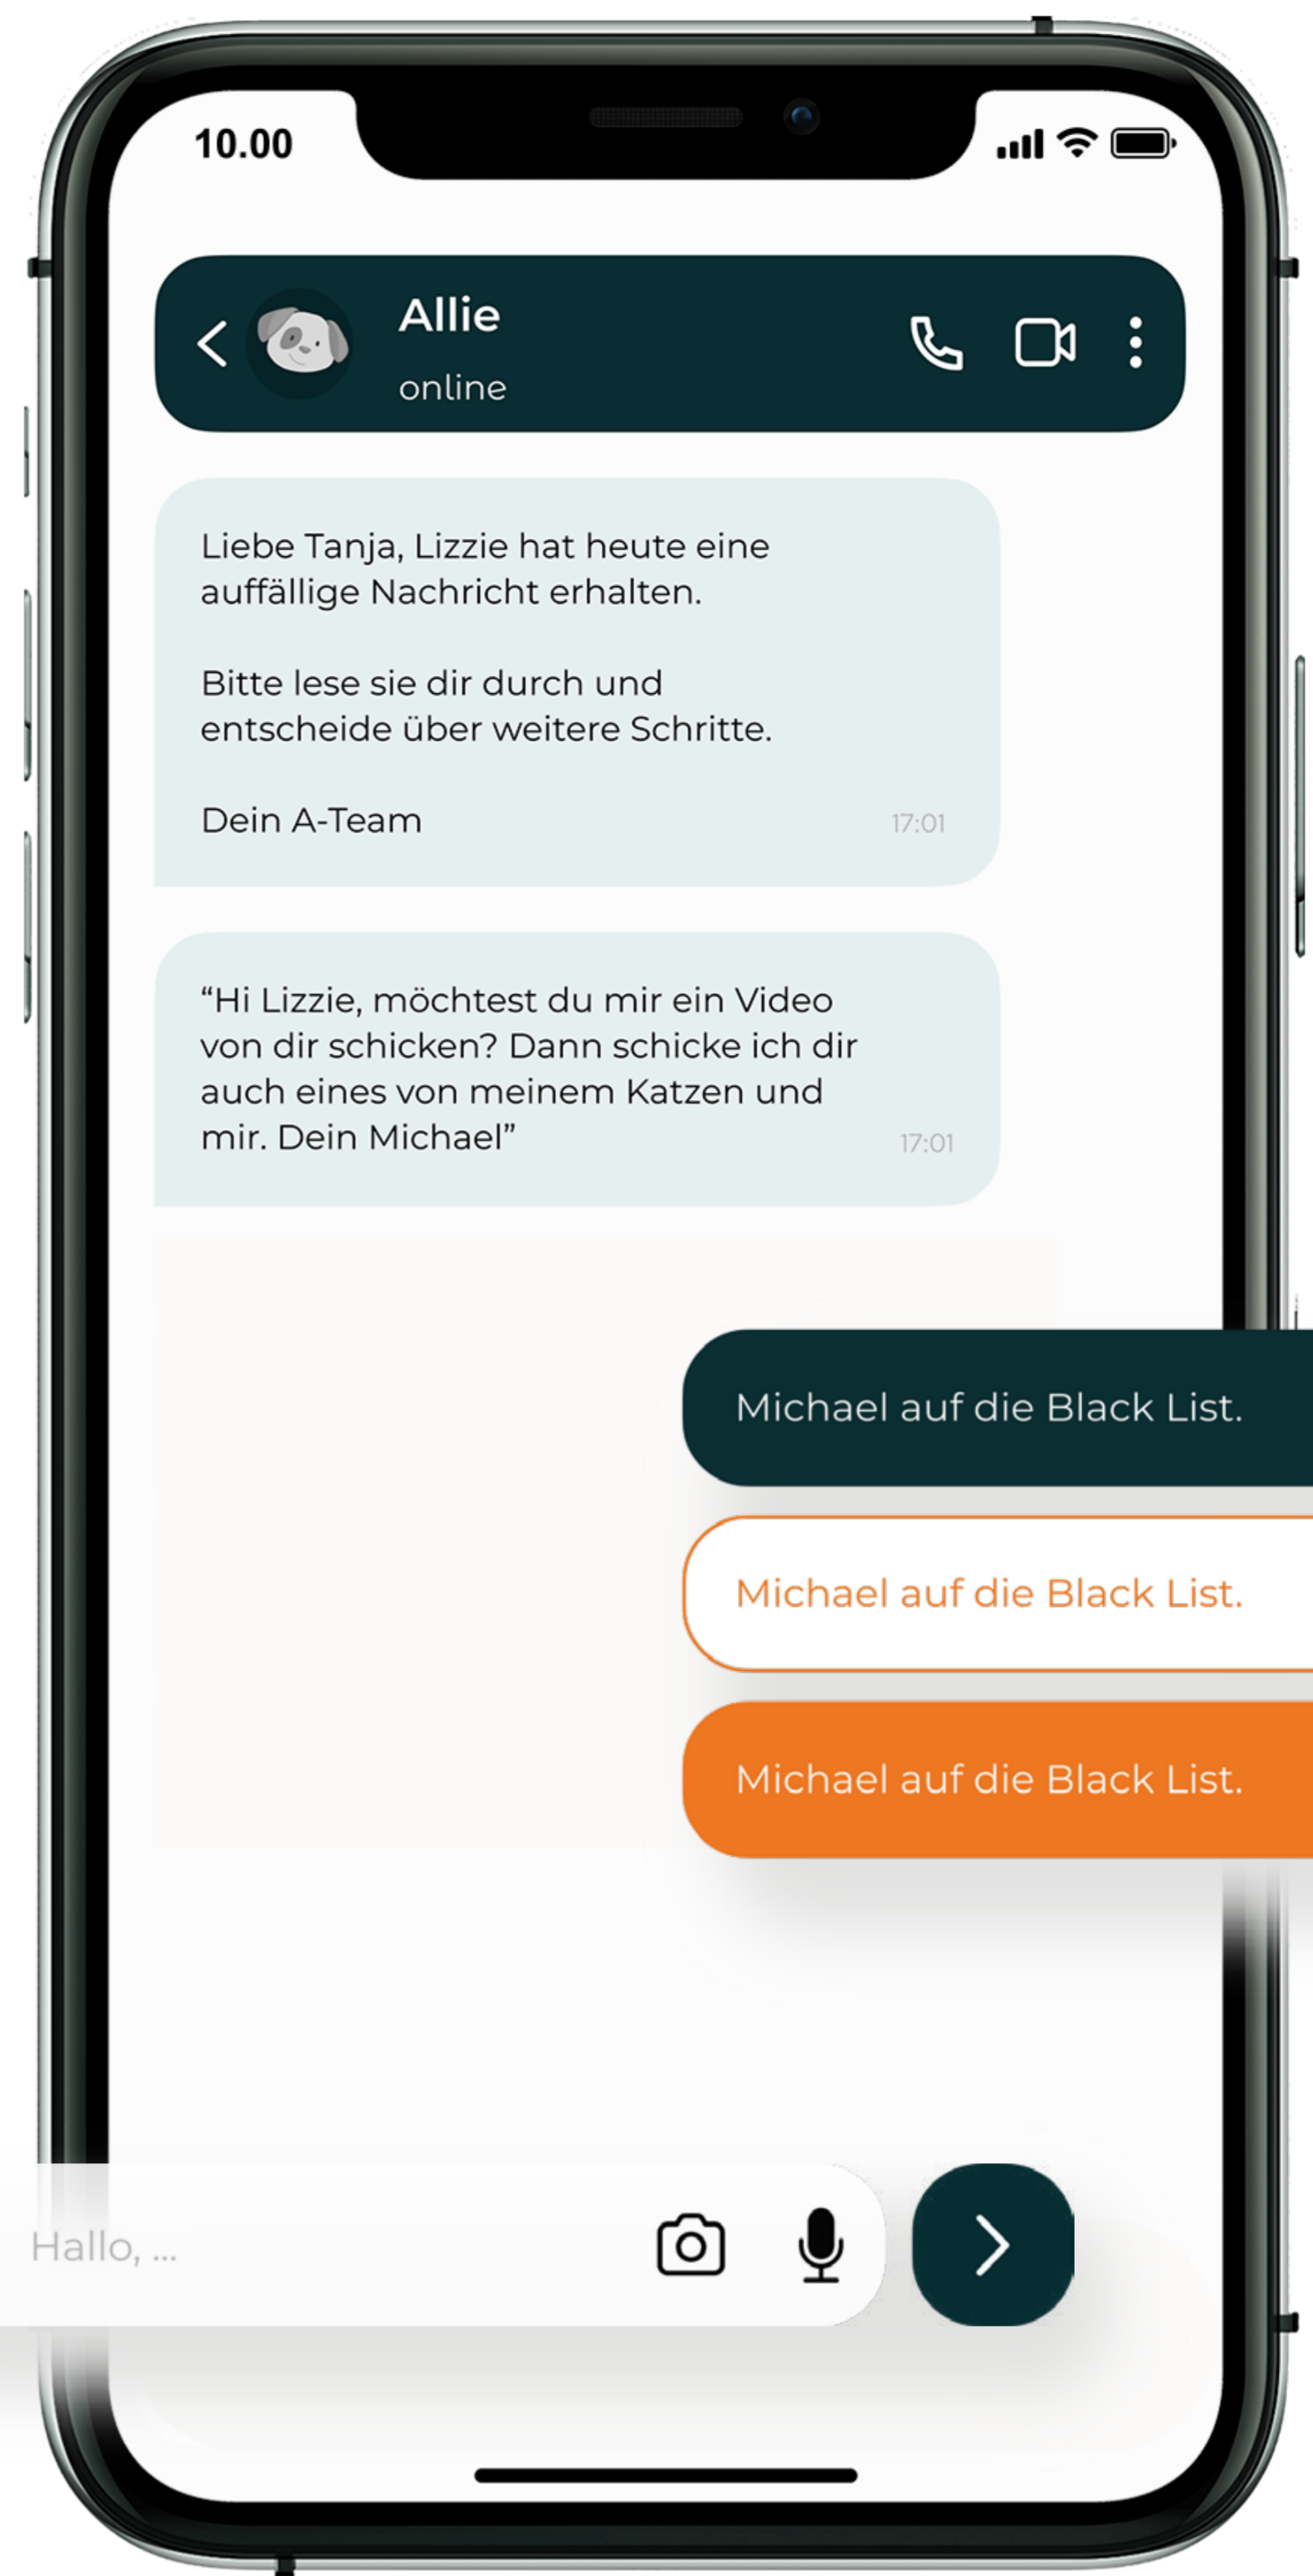 10.00
Allie
online
Liebe Tanja, Lizzie hat heute eine
auffällige Nachricht erhalten.
Bitte lese sie dir durch und
entscheide über weitere Schritte.
Dein A-Team
17:01
“Hi Lizzie, möchtest du mir ein Video
von dir schicken? Dann schicke ich dir
auch eines von meinem Katzen und
mir. Dein Michael”
17:01
Michael auf die Black List.
Michael auf die Black List.
Michael auf die Black List.
Hallo, ...